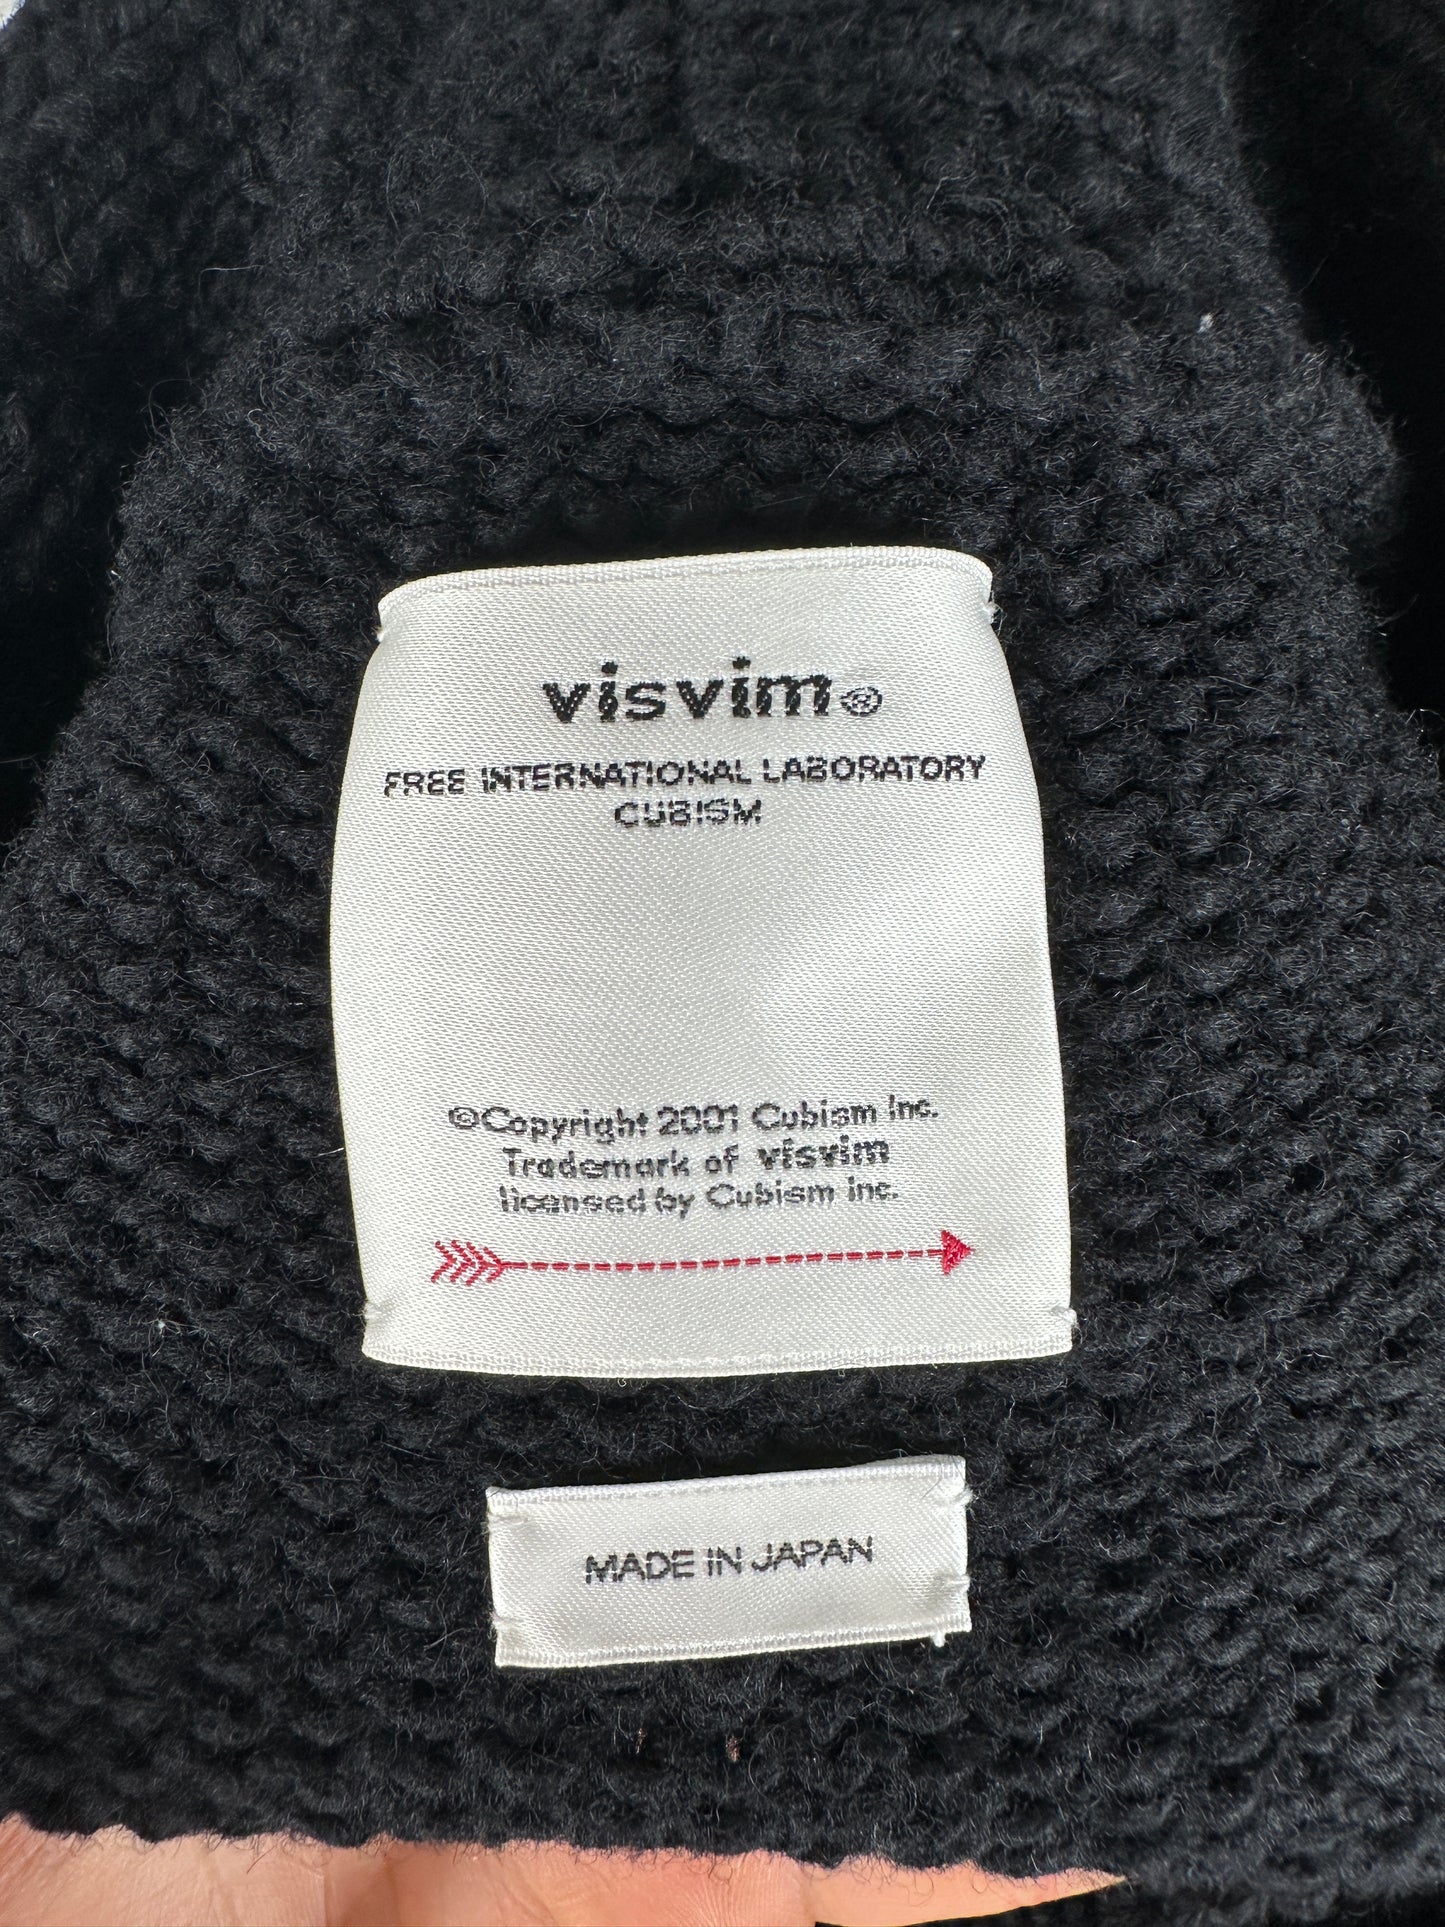 visvim®
FREE INTERNATIONAL LABORATORY
CUBISM
©Copyright 2001 Cubism Inc.
Trademark of visvim
licensed by Cubism inc.
MADE IN JAPAN